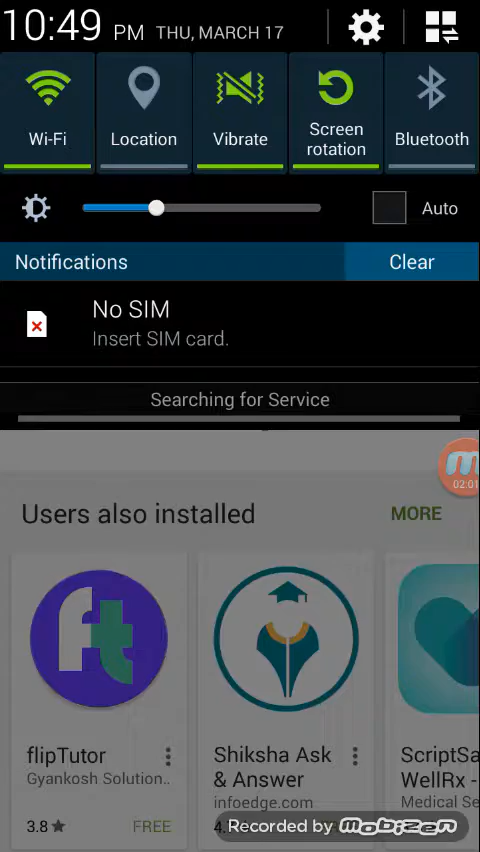 10:49 PM THU, MARCH 17
Wi-Fi
Location
Vibrate
Screen
rotation
Bluetooth
Auto
Notifications
Clear
No SIM
Insert SIM card.
Searching for Service
02:01
Users also installed
MORE
ft
flipTutor
Gyankosh Solution..
3.8
FREE
Shiksha Ask
& Answer
infoedge.com
ScriptSa
WellRx -
Medical Se
Recorded by mobizen